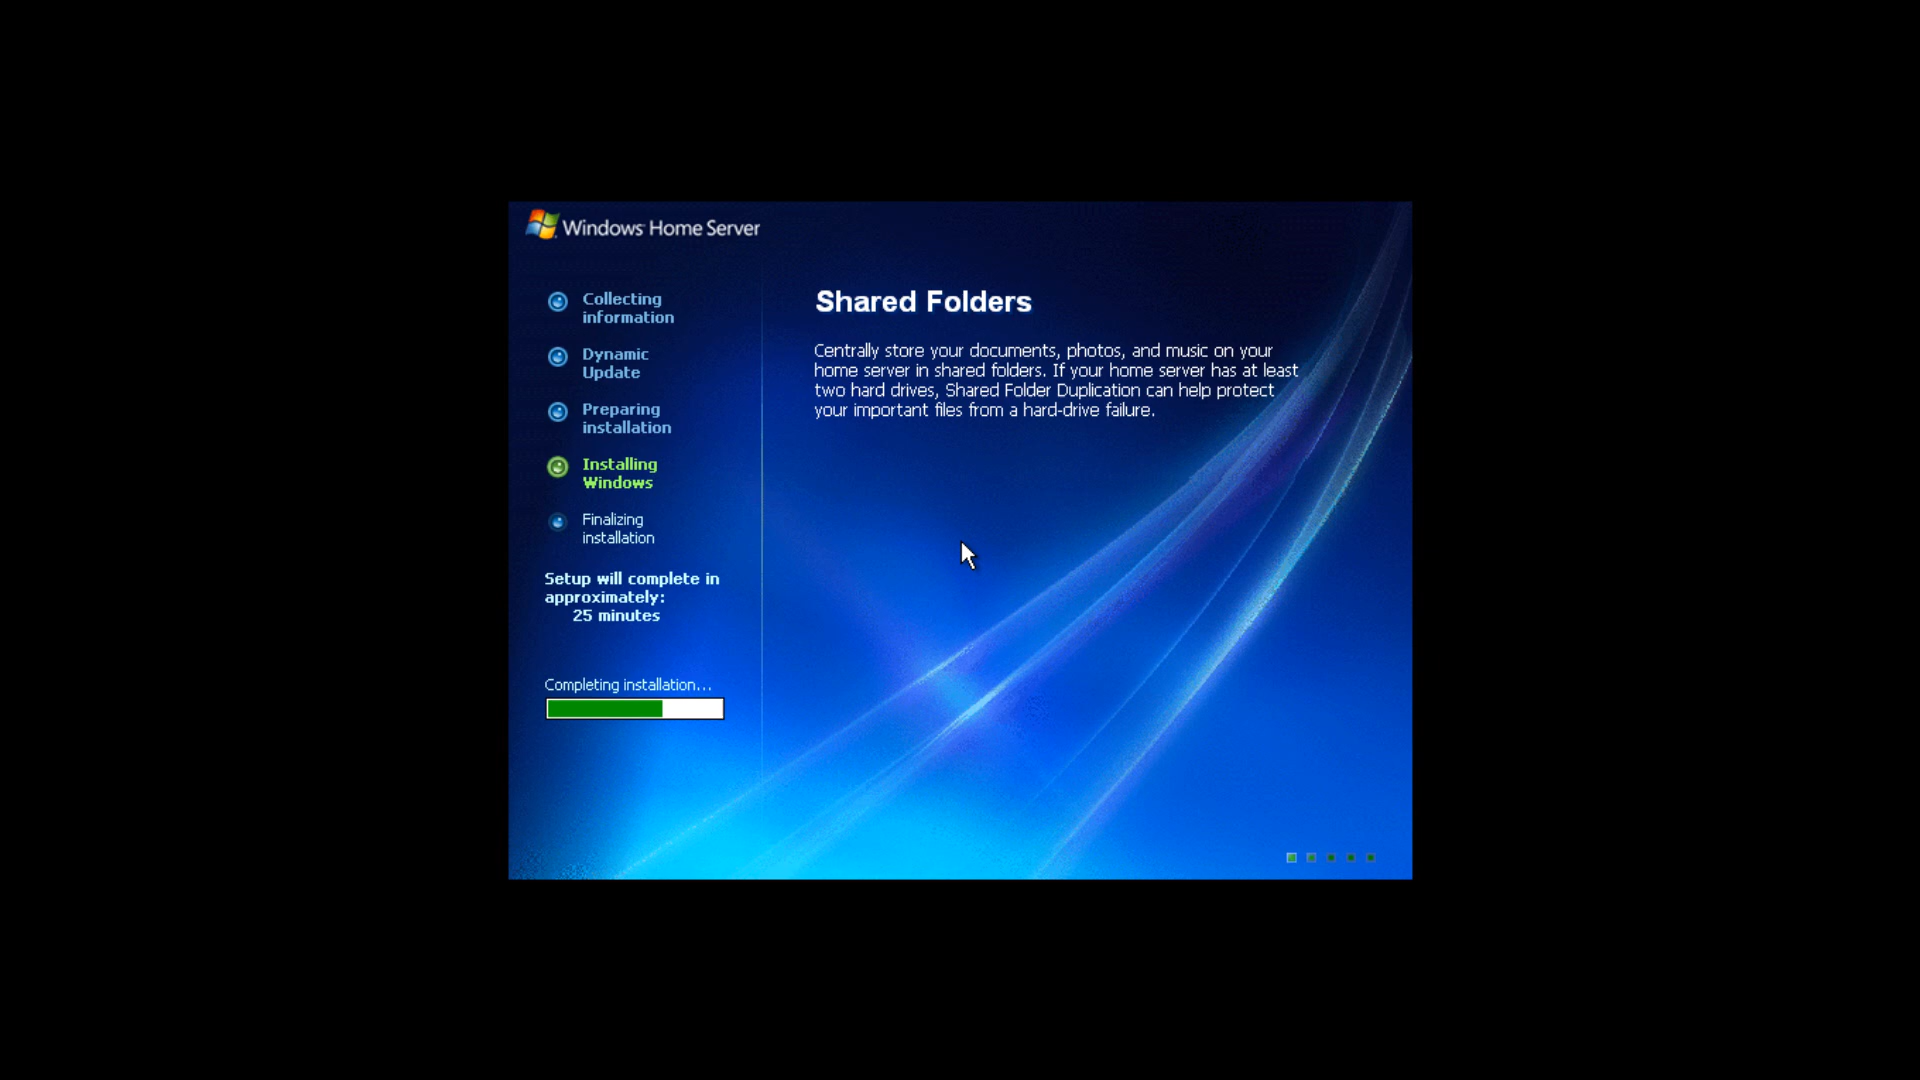 Windows Home Server
Collecting
information
Dynamic
Update
Preparing
installation
Installing
Windows
Finalizing
installation
Setup will complete in
approximately:
25 minutes
Completing installation...
Shared Folders
Centrally store your documents, photos, and music on your
home server in shared folders. If your home server has at least
two hard drives, Shared Folder Duplication can help protect
your important files from a hard-drive failure.